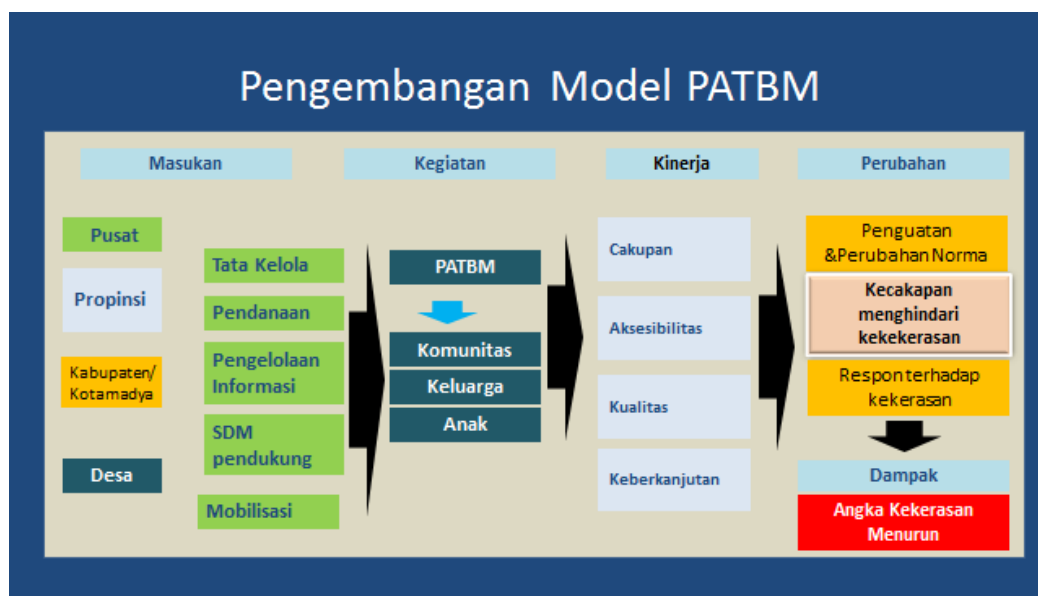 Pengembangan Model PATBM
Masukan
Kegiatan
Kinerja
Perubahan
Pusat
Propinsi
Kabupaten/
Kotamadya
Desa
Tata Kelola
Pendanaan
Pengelolaan
Informasi
SDM
pendukung
Mobilisasi
PATBM
Komunitas
Keluarga
Anak
Cakupan
Aksesibilitas
Kualitas
Keberkanjutan
Penguatan
&Perubahan Norma
Kecakapan
menghindari
kekekerasan
Respon terhadap
kekerasan
Dampak
Angka Kekerasan
Menurun